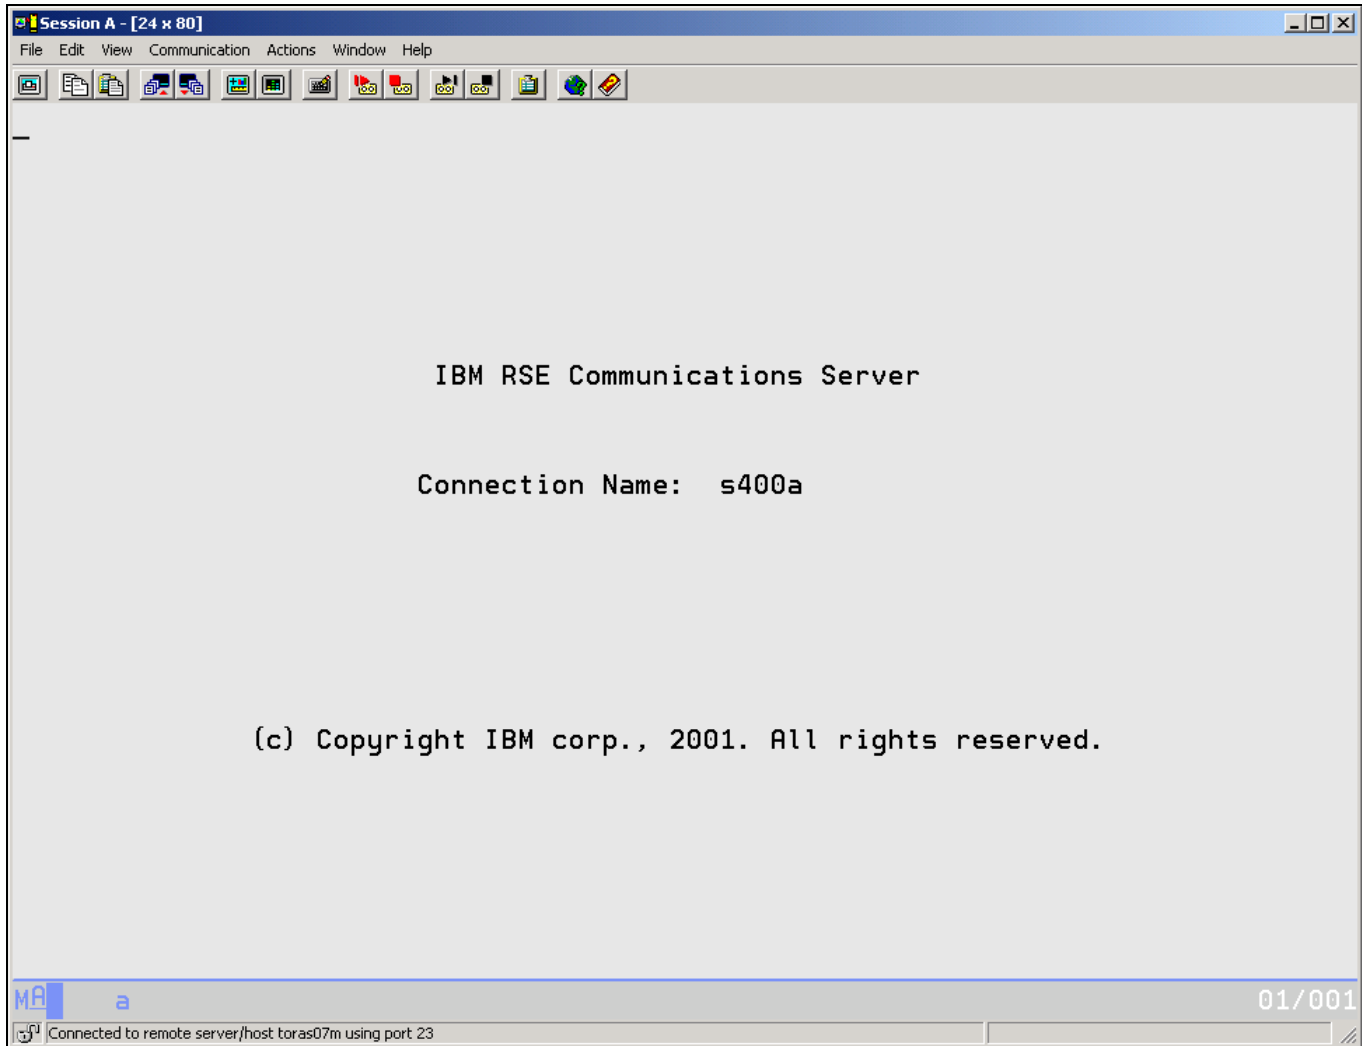 Session A - [24 x 80]
File Edit View Communication Actions Window Help
IBM RSE Communications Server
Connection Name: s400a
(c) Copyright IBM corp., 2001. All rights reserved.
MA a 01/001
Connected to remote server/host toras07m using port 23